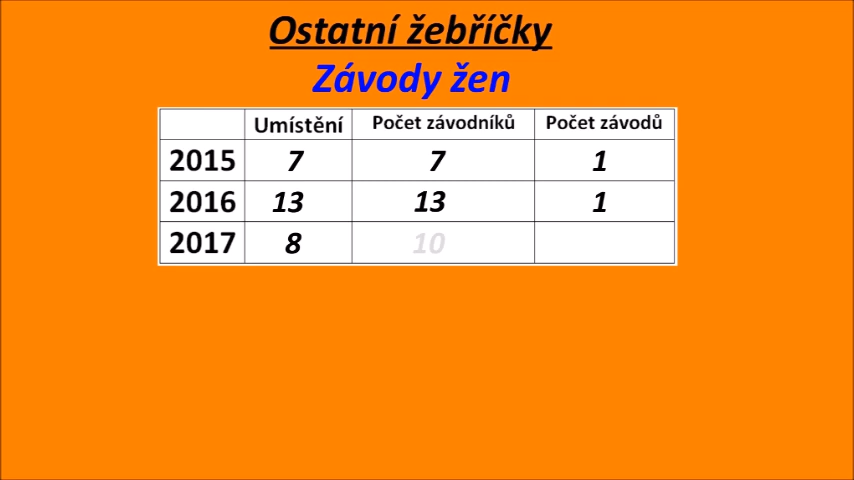 Ostatní žebříčky
Závody žen
Umístění Počet závodníků Počet závodů
2015 7 7 1
2016 13 13 1
2017 8 10